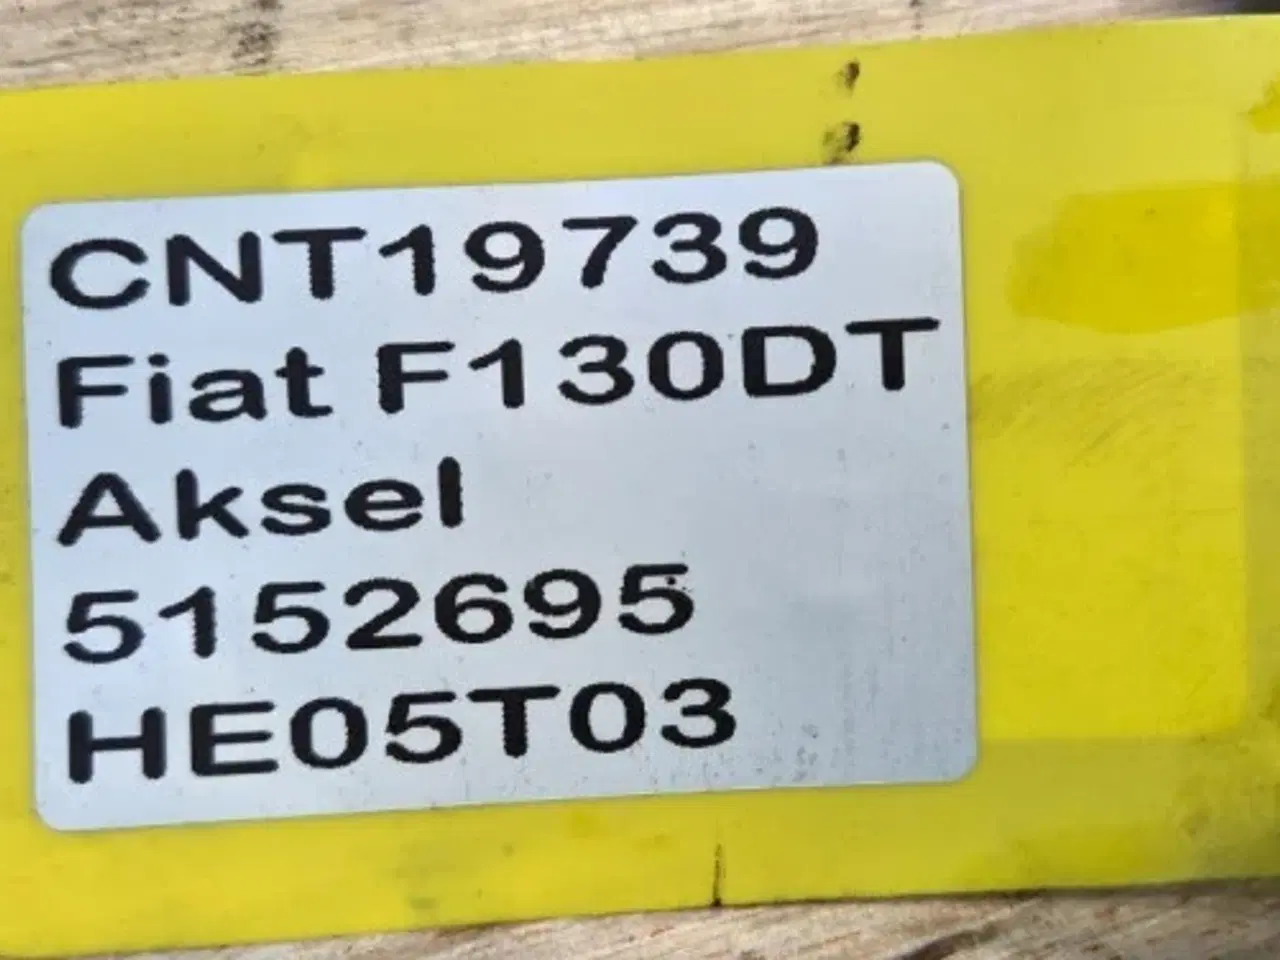 CNT19739
Fiat F130DT
Aksel
5152695
HE05T03